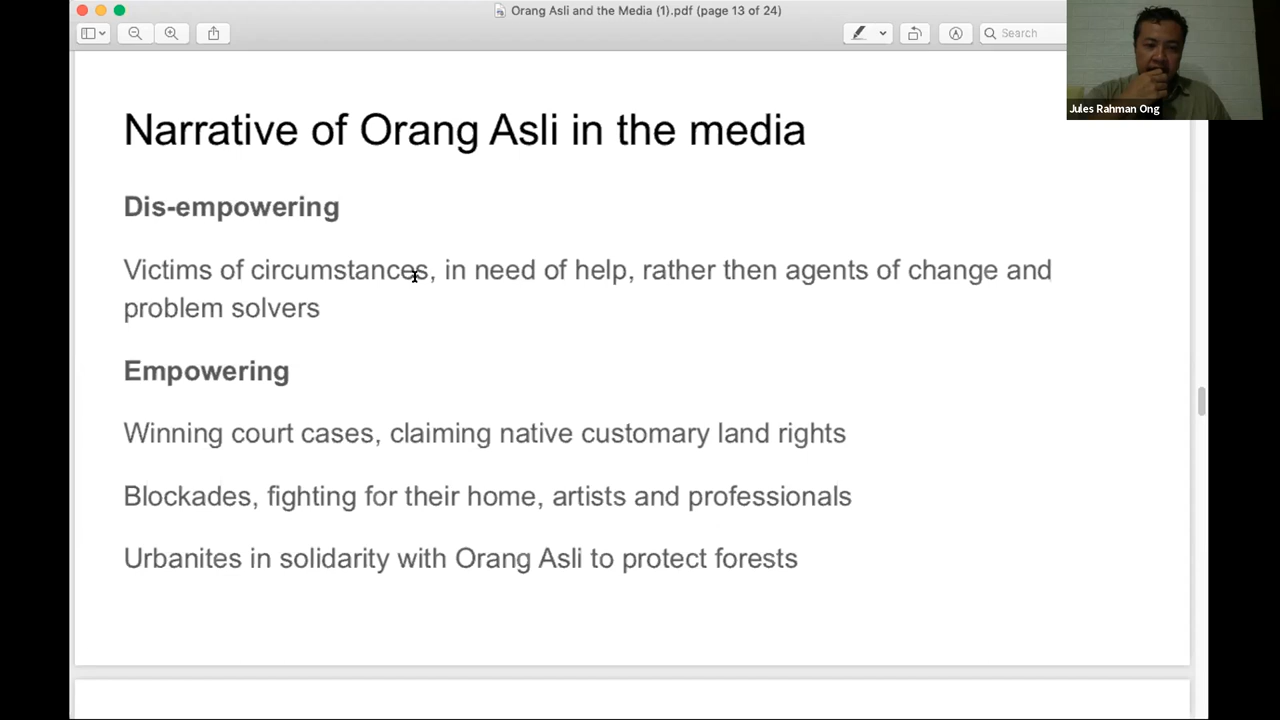 Orang Asli and the Media (1).pdf (page 13 of 24)
Search
Jules Rahman Ong
Narrative of Orang Asli in the media
Dis-empowering
Victims of circumstances, in need of help, rather then agents of change and
problem solvers
Empowering
Winning court cases, claiming native customary land rights
Blockades, fighting for their home, artists and professionals
Urbanites in solidarity with Orang Asli to protect forests